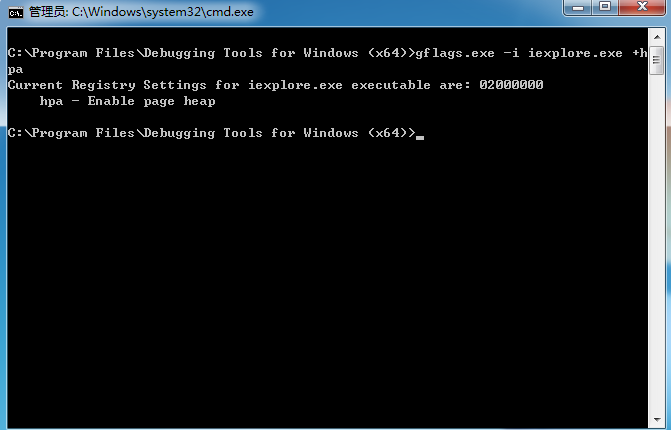 管理员: C:\Windows\system32\cmd.exe
C:\Program Files\Debugging Tools for Windows (x64)>gflags.exe -i iexplore.exe +h
pa
Current Registry Settings for iexplore.exe executable are: 02000000
    hpa - Enable page heap
C:\Program Files\Debugging Tools for Windows (x64)>